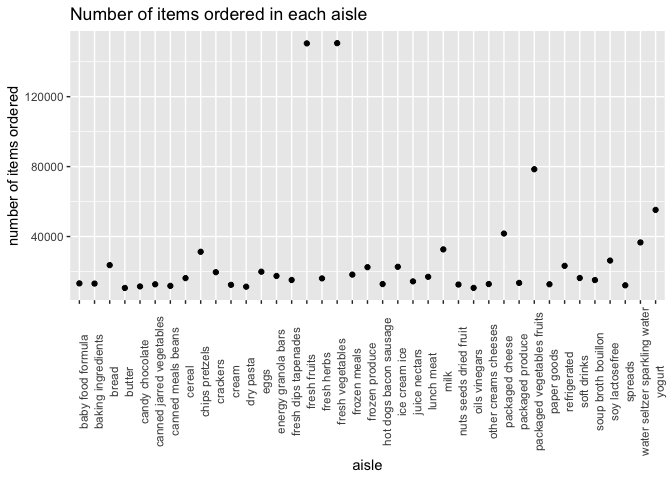 Number of items ordered in each aisle
number of items ordered
120000
80000
40000
baby food formula
baking ingredients
bread
butter
candy chocolate
canned jarred vegetables
canned meals beans
cereal
chips pretzels
crackers
cream
dry pasta
eggs
energy granola bars
fresh dips tapenades
fresh fruits
fresh herbs
fresh vegetables
frozen meals
frozen produce
hot dogs bacon sausage
ice cream ice
juice nectars
lunch meat
milk
nuts seeds dried fruit
oils vinegars
other creams cheeses
packaged cheese
packaged produce
packaged vegetables fruits
paper goods
refrigerated
soft drinks
soup broth bouillon
soy lactosefree
spreads
water seltzer sparkling water
yogurt
aisle